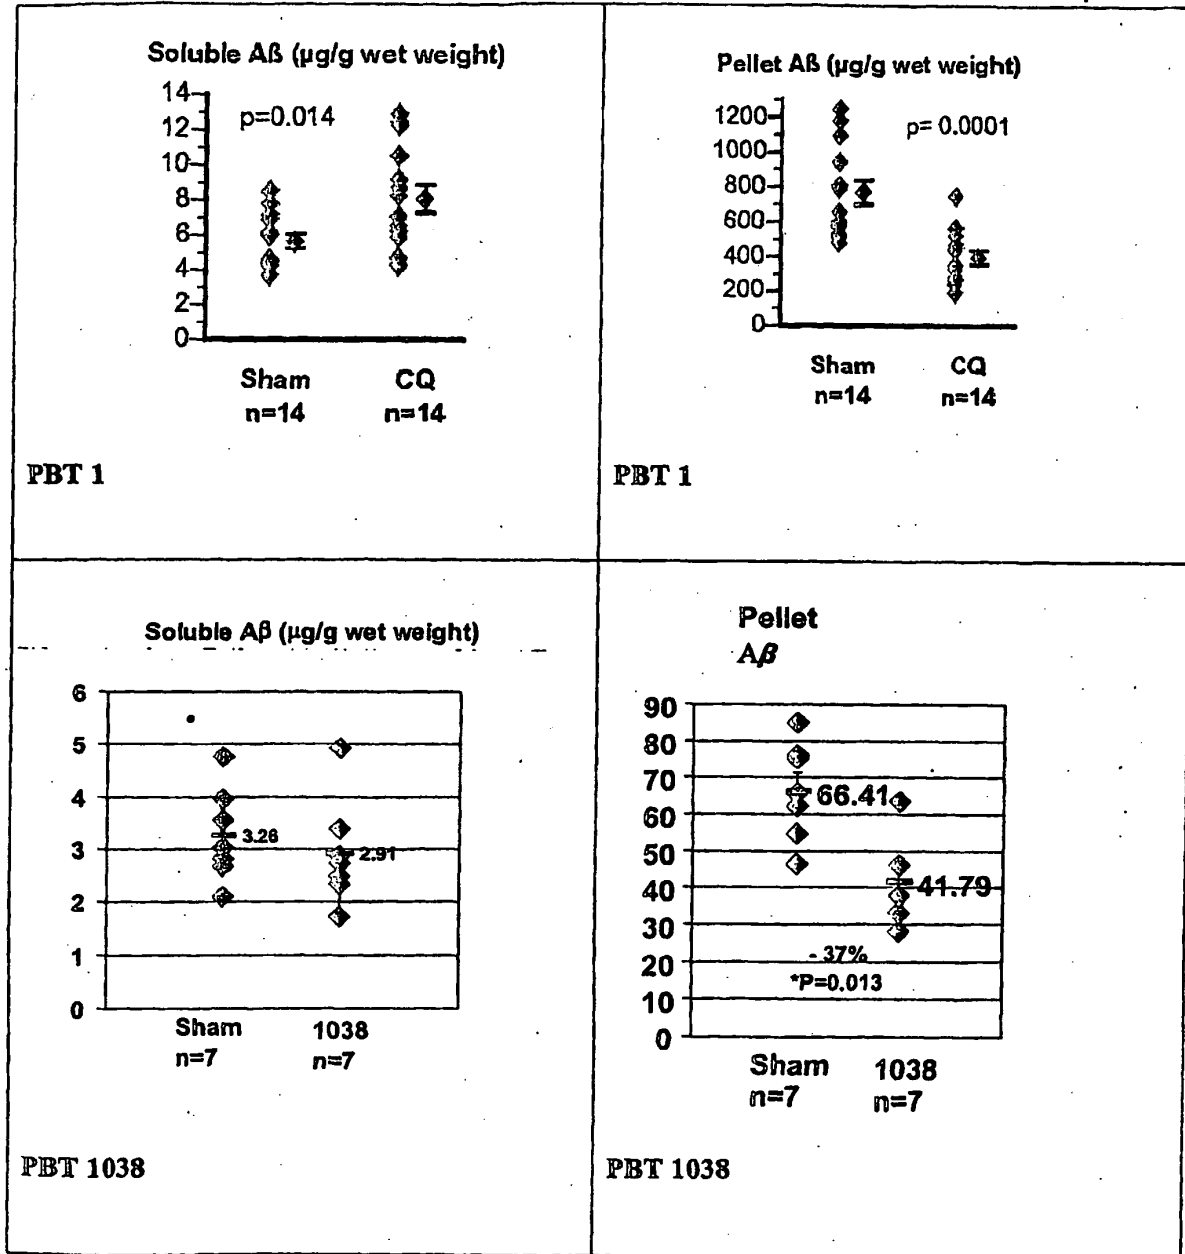 Soluble Aß (µg/g wet weight)
14
12
10
8
6
4
2
0
p=0.014
Sham
n=14
CQ
n=14
PBT 1
Pellet Aß (µg/g wet weight)
1200
1000
800
600
400
200
0
p= 0.0001
Sham
n=14
CQ
n=14
PBT 1
Soluble Aβ (µg/g wet weight)
6
5
4
3
2
1
0
3.26
2.91
Sham
n=7
1038
n=7
PBT 1038
Pellet
Aβ
90
80
70
60
50
40
30
20
10
0
66.41
41.79
- 37%
*P=0.013
Sham
n=7
1038
n=7
PBT 1038